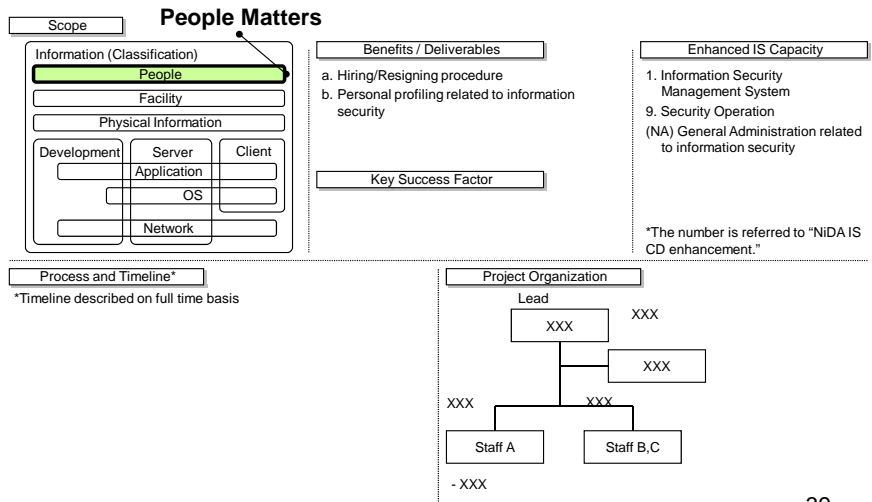 Scope
People Matters
Information (Classification)
People
Facility
Physical Information
Development
Server
Client
Application
OS
Network
Benefits / Deliverables
a. Hiring/Resigning procedure
b. Personal profiling related to information
security
Key Success Factor
Enhanced IS Capacity
1. Information Security
Management System
9. Security Operation
(NA) General Administration related
to information security
*The number is referred to “NiDA IS
CD enhancement.”
Process and Timeline*
*Timeline described on full time basis
Project Organization
Lead
XXX
XXX
XXX
XXX
XXX
Staff A
Staff B,C
- XXX